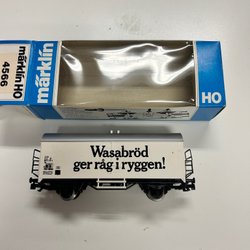 märklin HO
4566
märklin
HO
Wasabröd
ger råg i ryggen!